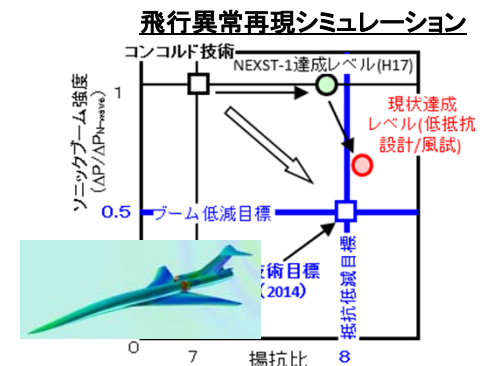 飛行異常再現シミュレーション
コンコルド技術
NEXST-1達成レベル(H17)
現状達成
レベル(低抵抗
設計/風試)
ソニックブーム強度
(ΔP/ΔPN-wave)
1
0.5
ブーム低減目標
技術目標
(2014)
抵抗低減目標
0
7
揚抗比
8